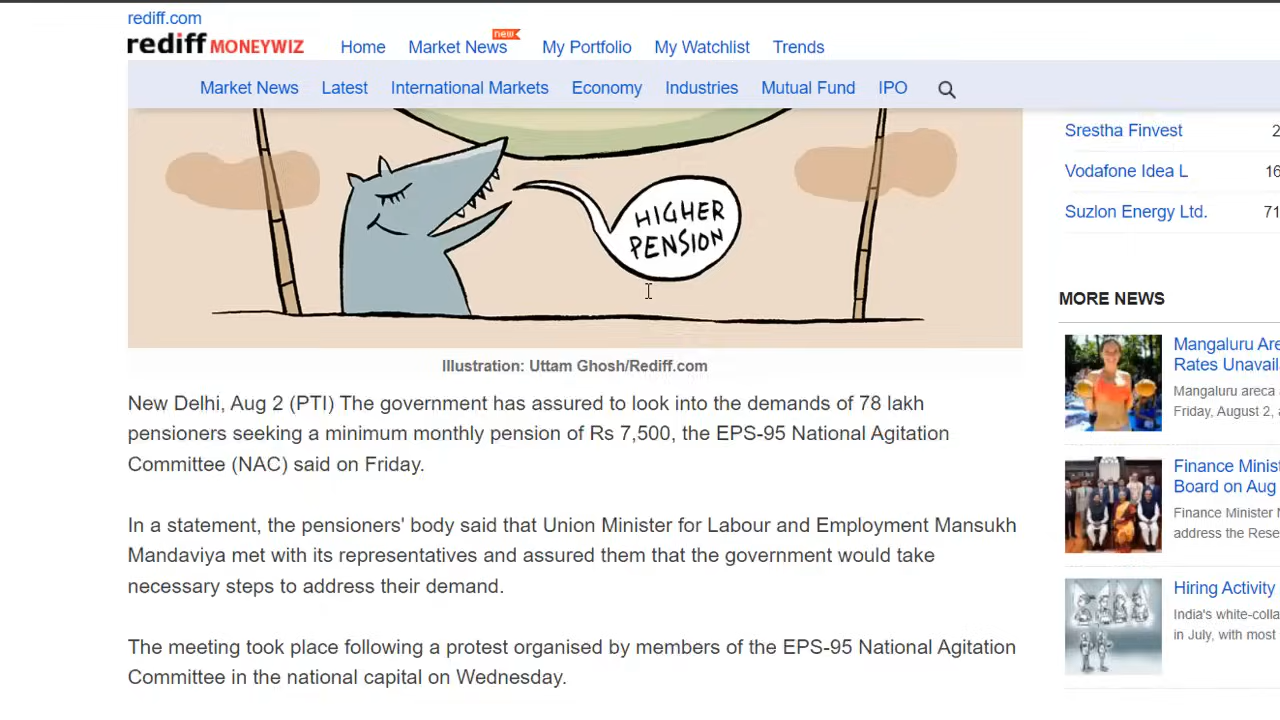 rediff.com
rediff MONEYWIZ
Home
Market News
new
My Portfolio
My Watchlist
Trends
Market News
Latest
International Markets
Economy
Industries
Mutual Fund
IPO
HIGHER
PENSION
Illustration: Uttam Ghosh/Rediff.com
New Delhi, Aug 2 (PTI) The government has assured to look into the demands of 78 lakh
pensioners seeking a minimum monthly pension of Rs 7,500, the EPS-95 National Agitation
Committee (NAC) said on Friday.
In a statement, the pensioners' body said that Union Minister for Labour and Employment Mansukh
Mandaviya met with its representatives and assured them that the government would take
necessary steps to address their demand.
The meeting took place following a protest organised by members of the EPS-95 National Agitation
Committee in the national capital on Wednesday.
Srestha Finvest 2
Vodafone Idea L 16
Suzlon Energy Ltd. 71
MORE NEWS
Mangaluru Are
Rates Unavail
Mangaluru areca
Friday, August 2, a
Finance Minist
Board on Aug
Finance Minister N
address the Rese
Hiring Activity
India's white-colla
in July, with most